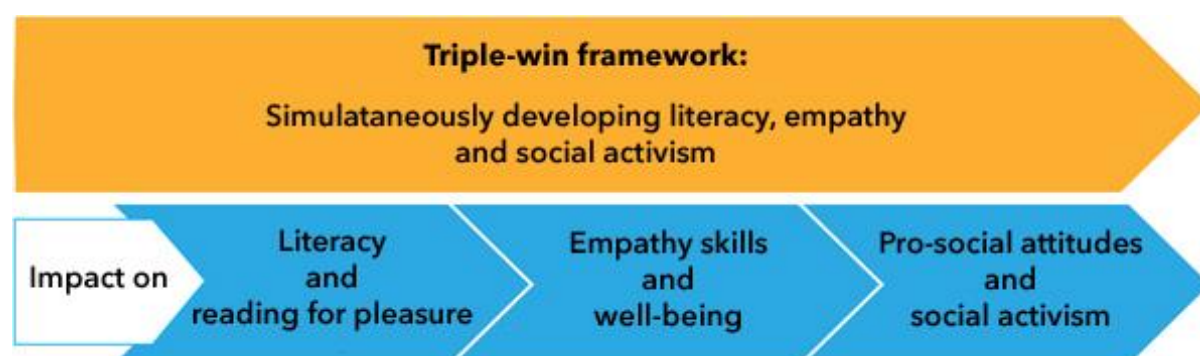 Triple-win framework:
Simulataneously developing literacy, empathy
and social activism
Impact on
Literacy
and
reading for pleasure
Empathy skills
and
well-being
Pro-social attitudes
and
social activism